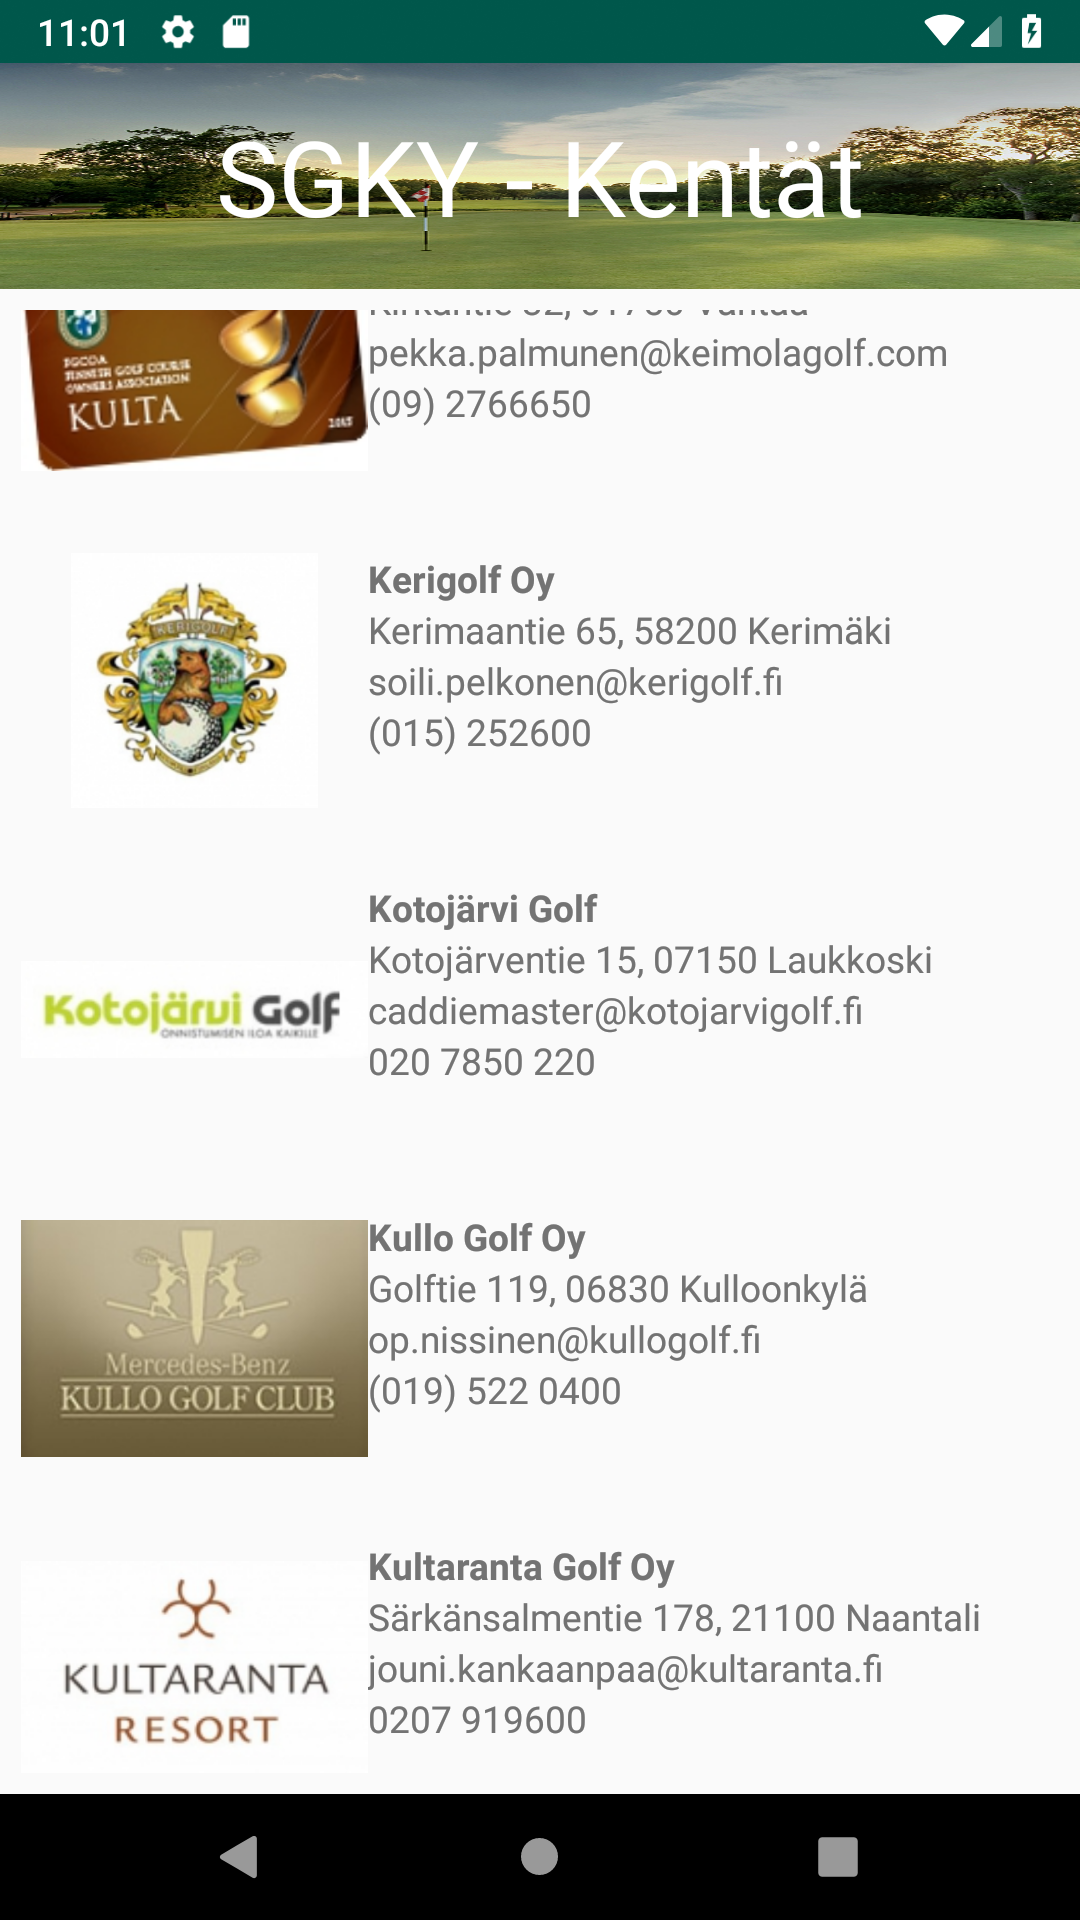 11:01
SGKY - Kentät
FGCOA
FINNISH GOLF COURSE
OWNERS ASSOCIATION
KULTA
pekka.palmunen@keimolagolf.com
(09) 2766650
KERIGOLF
Kerigolf Oy
Kerimaantie 65, 58200 Kerimäki
soili.pelkonen@kerigolf.fi
(015) 252600
Kotojärvi Golf
ONNISTUMISEN ILOA KAIKILLE
Kotojärvi Golf
Kotojärventie 15, 07150 Laukkoski
caddiemaster@kotojarvigolf.fi
020 7850 220
Mercedes-Benz
KULLO GOLF CLUB
Kullo Golf Oy
Golftie 119, 06830 Kulloonkylä
op.nissinen@kullogolf.fi
(019) 522 0400
KULTARANTA
RESORT
Kultaranta Golf Oy
Särkänsalmentie 178, 21100 Naantali
jouni.kankaanpaa@kultaranta.fi
0207 919600